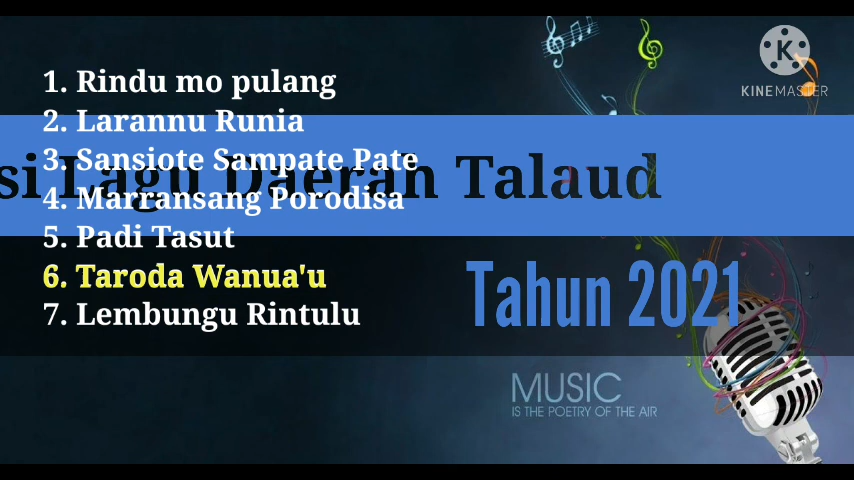 1. Rindu mo pulang
2. Larannu Runia
3. Sansiote Sampate Pate
4. Marransang Porodisa
5. Padi Tasut
6. Taroda Wanua'u
7. Lembungu Rintulu
si Lagu Daerah Talaud
Tahun 2021
MUSIC
IS THE POETRY OF THE AIR
K
KINEMASTER